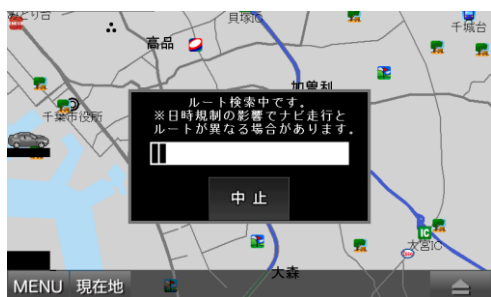 貝塚IC
千城台
高品
加曽利
千葉市役所
ルート検索中です。
※日時規制の影響でナビ走行と
ルートが異なる場合があります。
中止
IC
大宮IC
大森
MENU 現在地